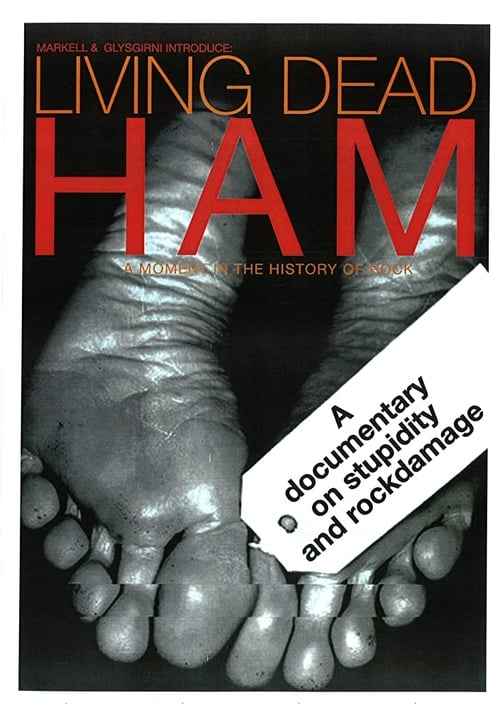 MARKELL & GLYSGIRNI INTRODUCE:
LIVING DEAD
HAM
A MOMENT IN THE HISTORY OF ROCK
A
documentary
on stupidity
and rockdamage